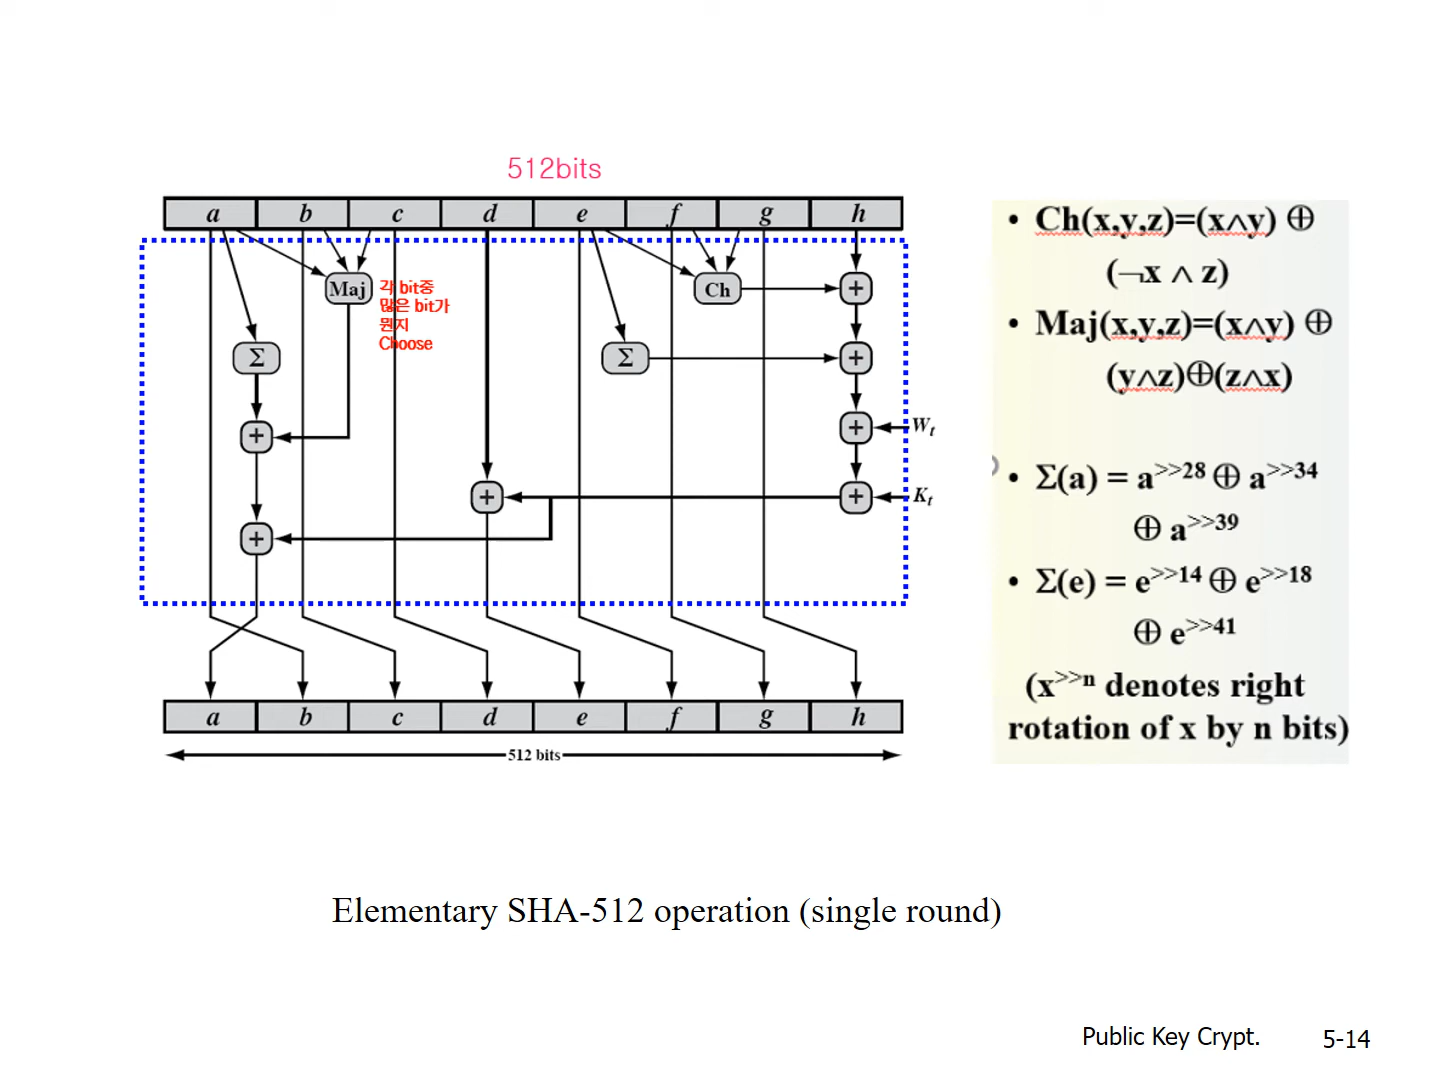 512bits
a b c d e f g h
Maj
각 bit중
많은 bit가
뭔지
Choose
Ch
+
Σ
Σ
+
+
+
Wt
+
+
Kt
+
a b c d e f g h
512 bits
• Ch(x,y,z)=(x∧y) ⊕
(¬x ∧ z)
• Maj(x,y,z)=(x∧y) ⊕
(y∧z)⊕(z∧x)
• Σ(a) = a>>28 ⊕ a>>34
⊕ a>>39
• Σ(e) = e>>14 ⊕ e>>18
⊕ e>>41
(x>>n denotes right
rotation of x by n bits)
Elementary SHA-512 operation (single round)
Public Key Crypt. 5-14